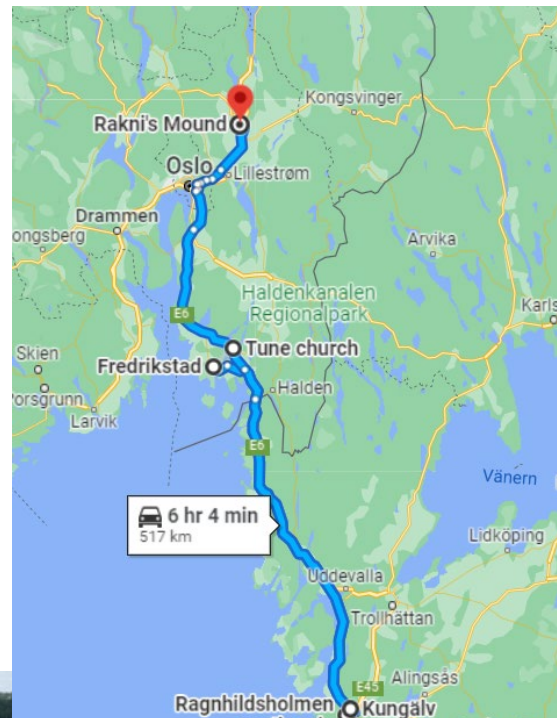 Kongsvinger
Rakni's Mound
Oslo
Lillestrøm
Drammen
ongsberg
Arvika
Haldenkanalen
Regionalpark
Karls
E6
Tune church
Skien
Fredrikstad
Porsgrunn
Halden
Larvik
E6
Vänern
6 hr 4 min
517 km
Lidköping
Uddevalla
Trollhättan
E45
Alingsås
Ragnhildsholmen
Kungälv